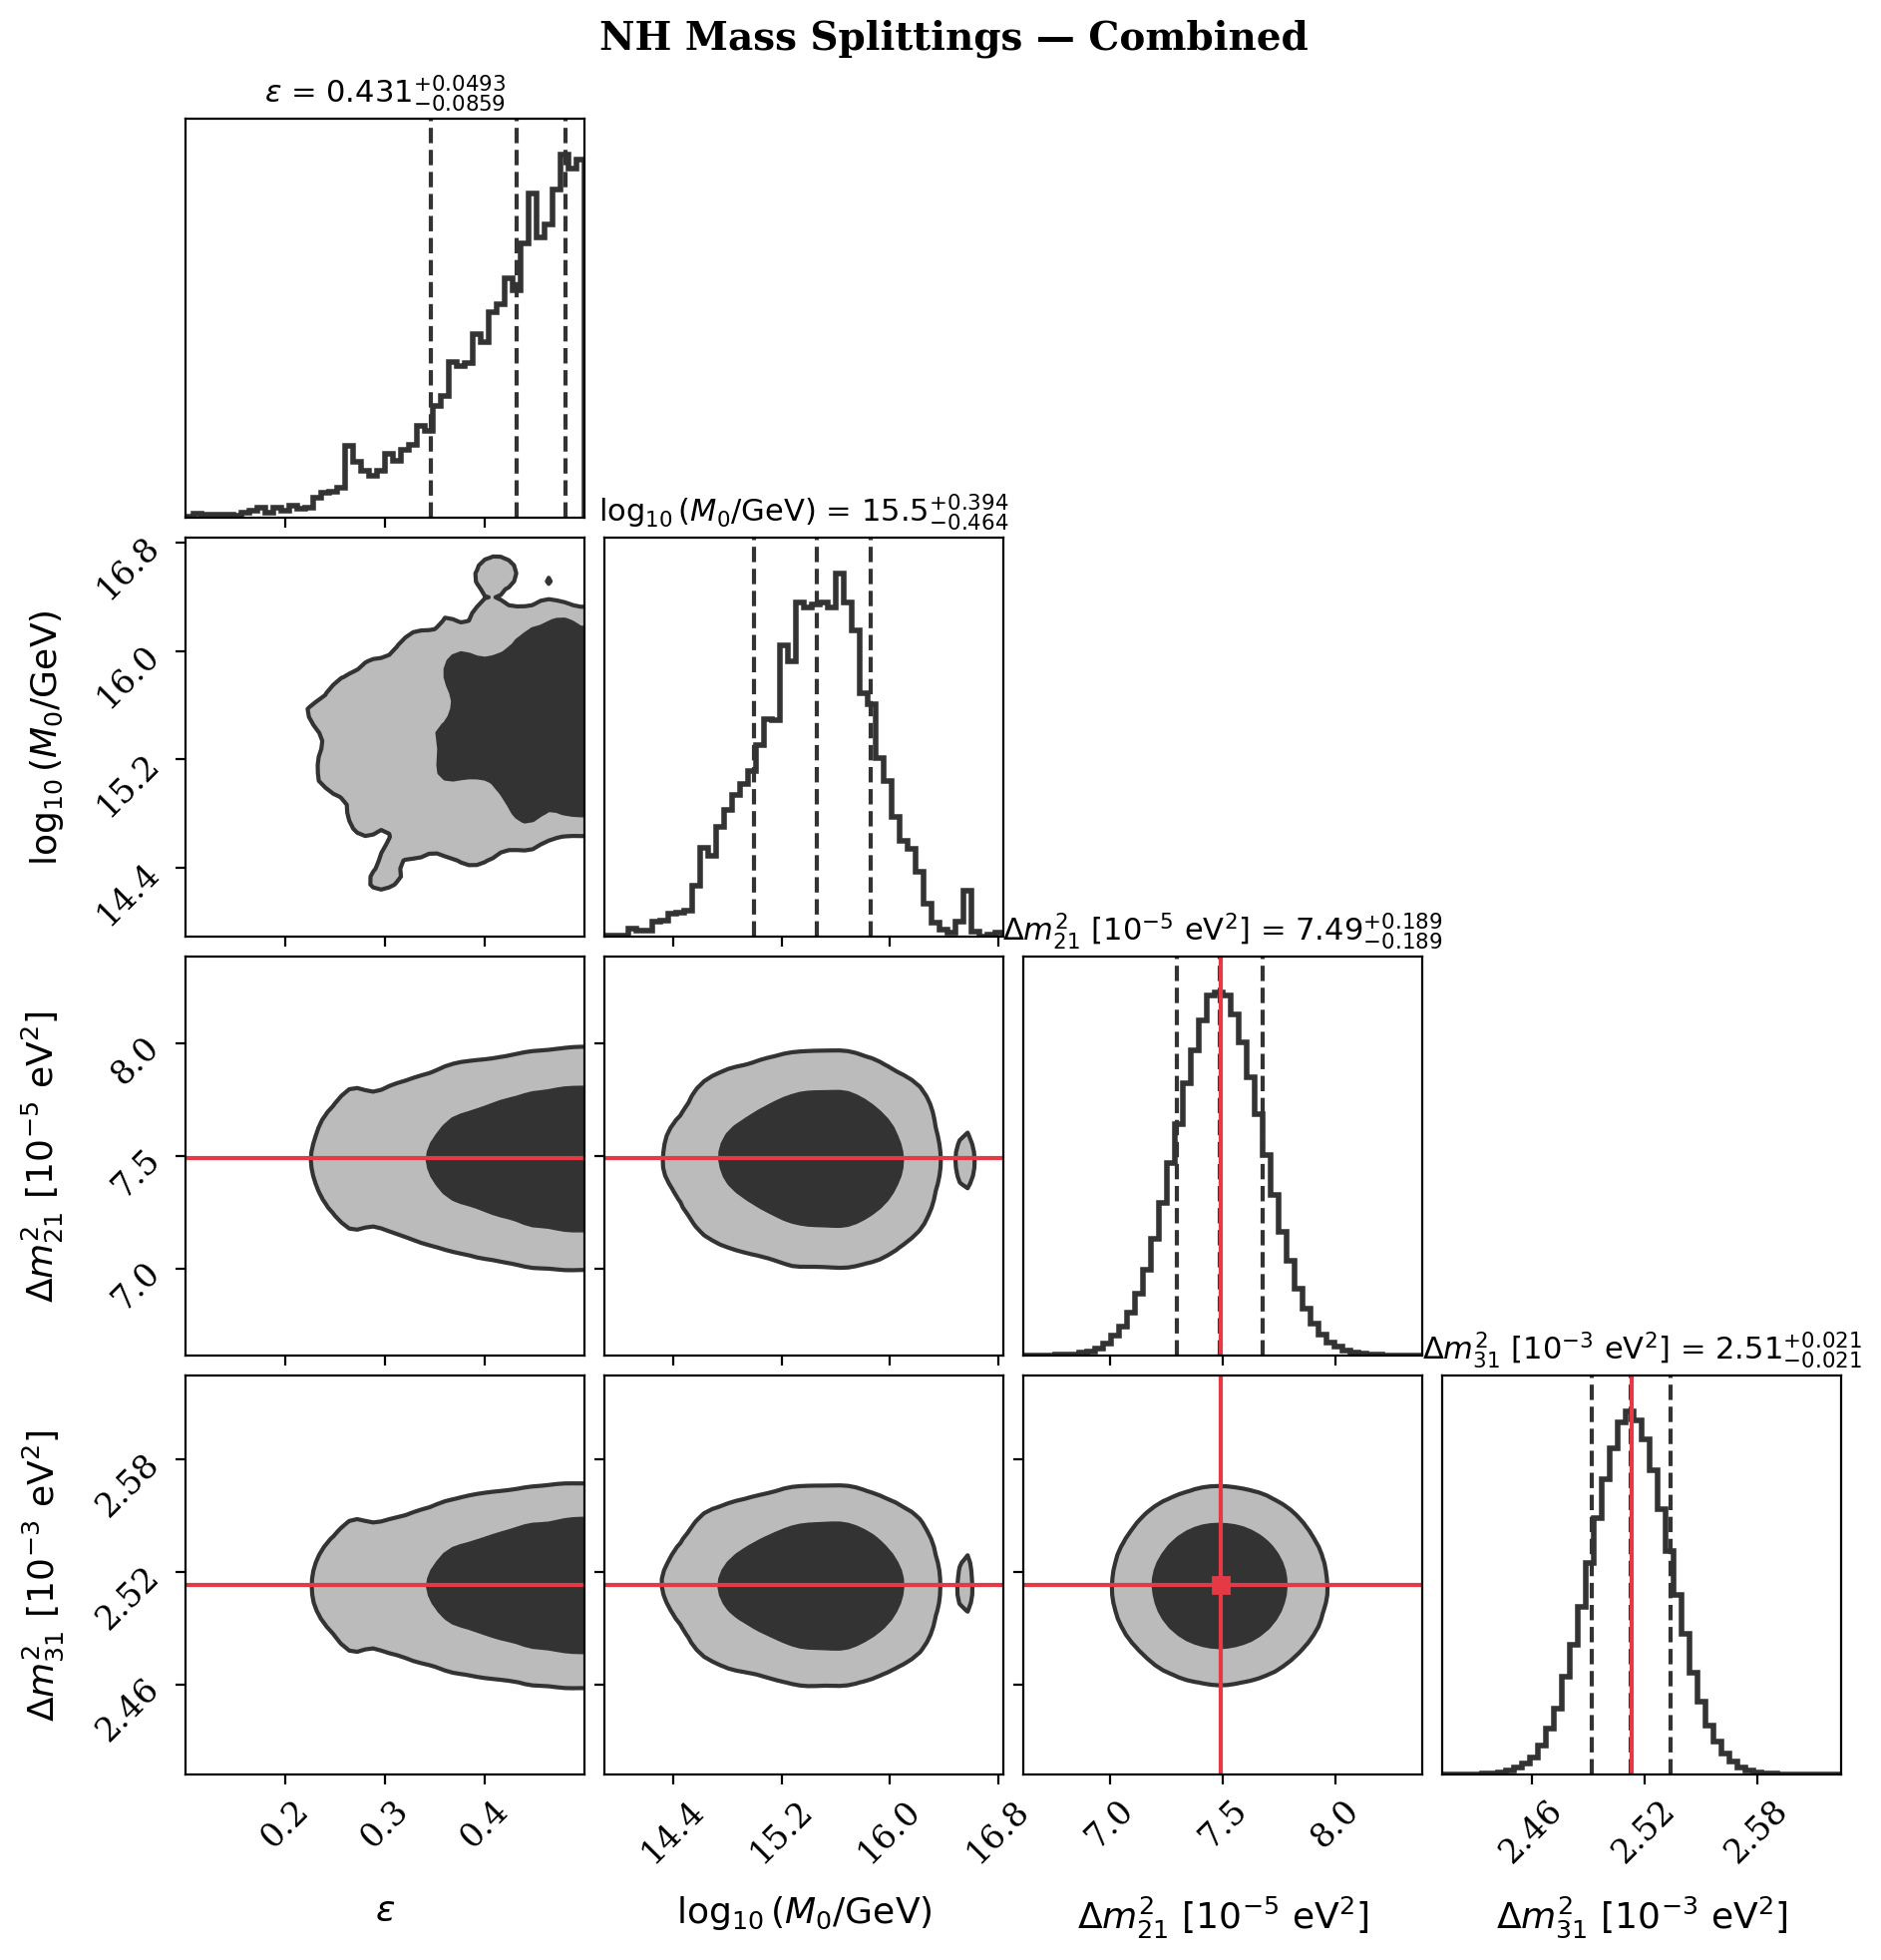 NH Mass Splittings — Combined
ε = 0.431 +0.0493 −0.0859
log₁₀(M₀/GeV) = 15.5 +0.394 −0.464
16.8
16.0
15.2
14.4
log₁₀(M₀/GeV)
Δm²₂₁ [10⁻⁵ eV²] = 7.49 +0.189 −0.189
8.0
7.5
7.0
Δm²₂₁ [10⁻⁵ eV²]
Δm²₃₁ [10⁻³ eV²] = 2.51 +0.021 −0.021
2.58
2.52
2.46
Δm²₃₁ [10⁻³ eV²]
0.2 0.3 0.4 14.4 15.2 16.0 16.8 7.0 7.5 8.0 2.46 2.52 2.58
ε log₁₀(M₀/GeV) Δm²₂₁ [10⁻⁵ eV²] Δm²₃₁ [10⁻³ eV²]